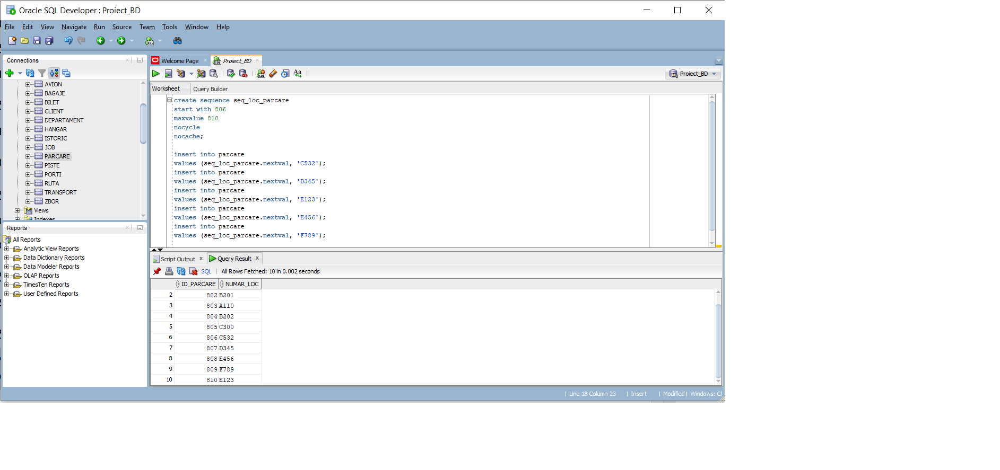 Oracle SQL Developer : Proiect_BD
File Edit View Navigate Run Source Team Tools Window Help
Connections
AVION
BAGAJE
BILET
CLIENT
DEPARTAMENT
HANGAR
ISTORIC
JOB
PARCARE
PISTE
PORTI
RUTA
TRANSPORT
ZBOR
Views
Indexes
Reports
All Reports
Analytic View Reports
Data Dictionary Reports
Data Modeler Reports
OLAP Reports
TimesTen Reports
User Defined Reports
Welcome Page Proiect_BD
Proiect_BD
Worksheet Query Builder
create sequence seq_loc_parcare
start with 806
maxvalue 810
nocycle
nocache;
insert into parcare
values (seq_loc_parcare.nextval, 'C532');
insert into parcare
values (seq_loc_parcare.nextval, 'D345');
insert into parcare
values (seq_loc_parcare.nextval, 'E123');
insert into parcare
values (seq_loc_parcare.nextval, 'E456');
insert into parcare
values (seq_loc_parcare.nextval, 'F789');
Script Output x Query Result x
SQL | All Rows Fetched: 10 in 0.002 seconds
ID_PARCARE NUMAR_LOC
2 802 B201
3 803 A110
4 804 B202
5 805 C300
6 806 C532
7 807 D345
8 808 E456
9 809 F789
10 810 E123
| Line 18 Column 23 | Insert | Modified | Windows: